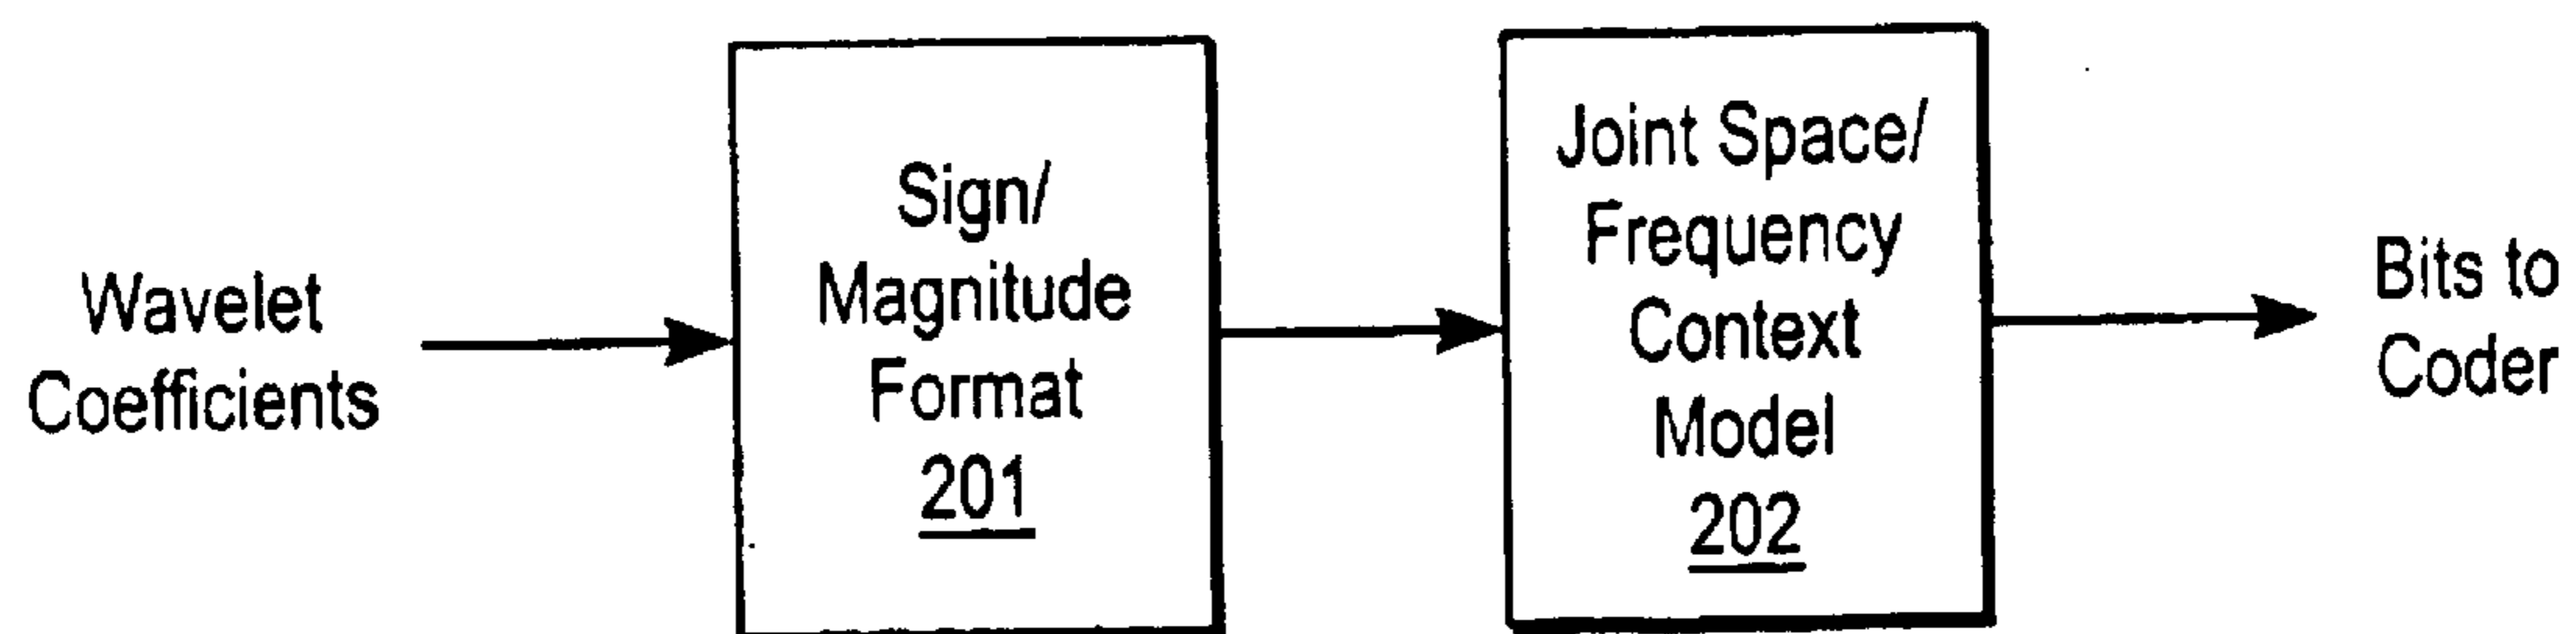 Wavelet
Coefficients
Sign/
Magnitude
Format
201
Joint Space/
Frequency
Context
Model
202
Bits to
Coder